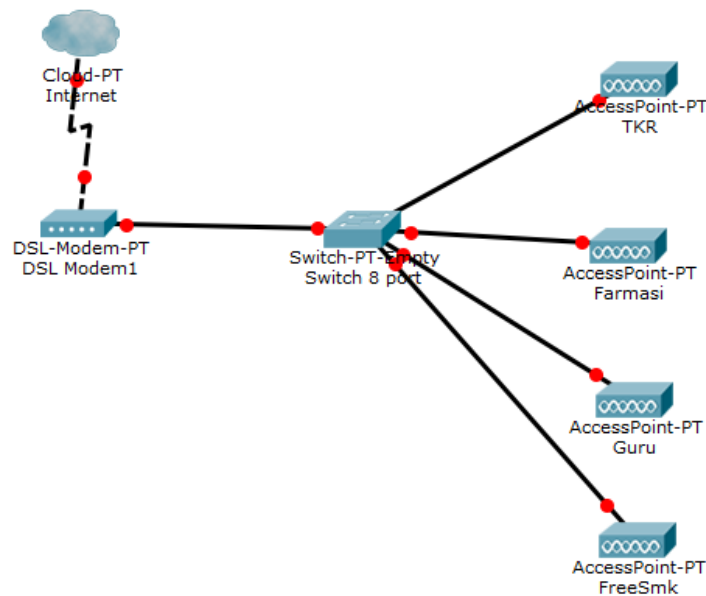 Cloud-PT
Internet
AccessPoint-PT
TKR
DSL-Modem-PT
DSL Modem1
Switch-PT-Empty
Switch 8 port
AccessPoint-PT
Farmasi
AccessPoint-PT
Guru
AccessPoint-PT
FreeSmk